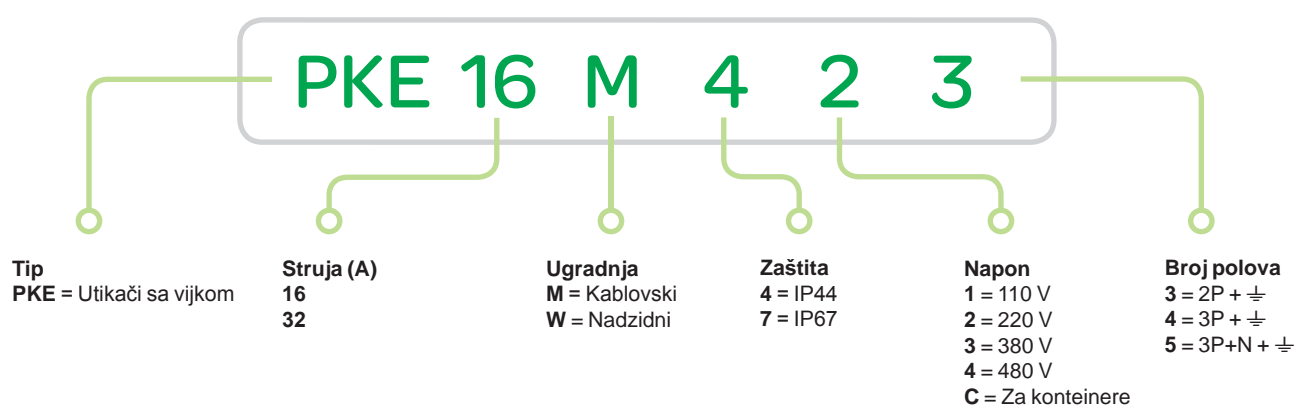 PKE 16 M 4 2 3
Tip
PKE = Utikači sa vijkom
Struja (A)
16
32
Ugradnja
M = Kablovski
W = Nadzidni
Zaštita
4 = IP44
7 = IP67
Napon
1 = 110 V
2 = 220 V
3 = 380 V
4 = 480 V
C = Za konteinere
Broj polova
3 = 2P + ⏚
4 = 3P + ⏚
5 = 3P+N + ⏚